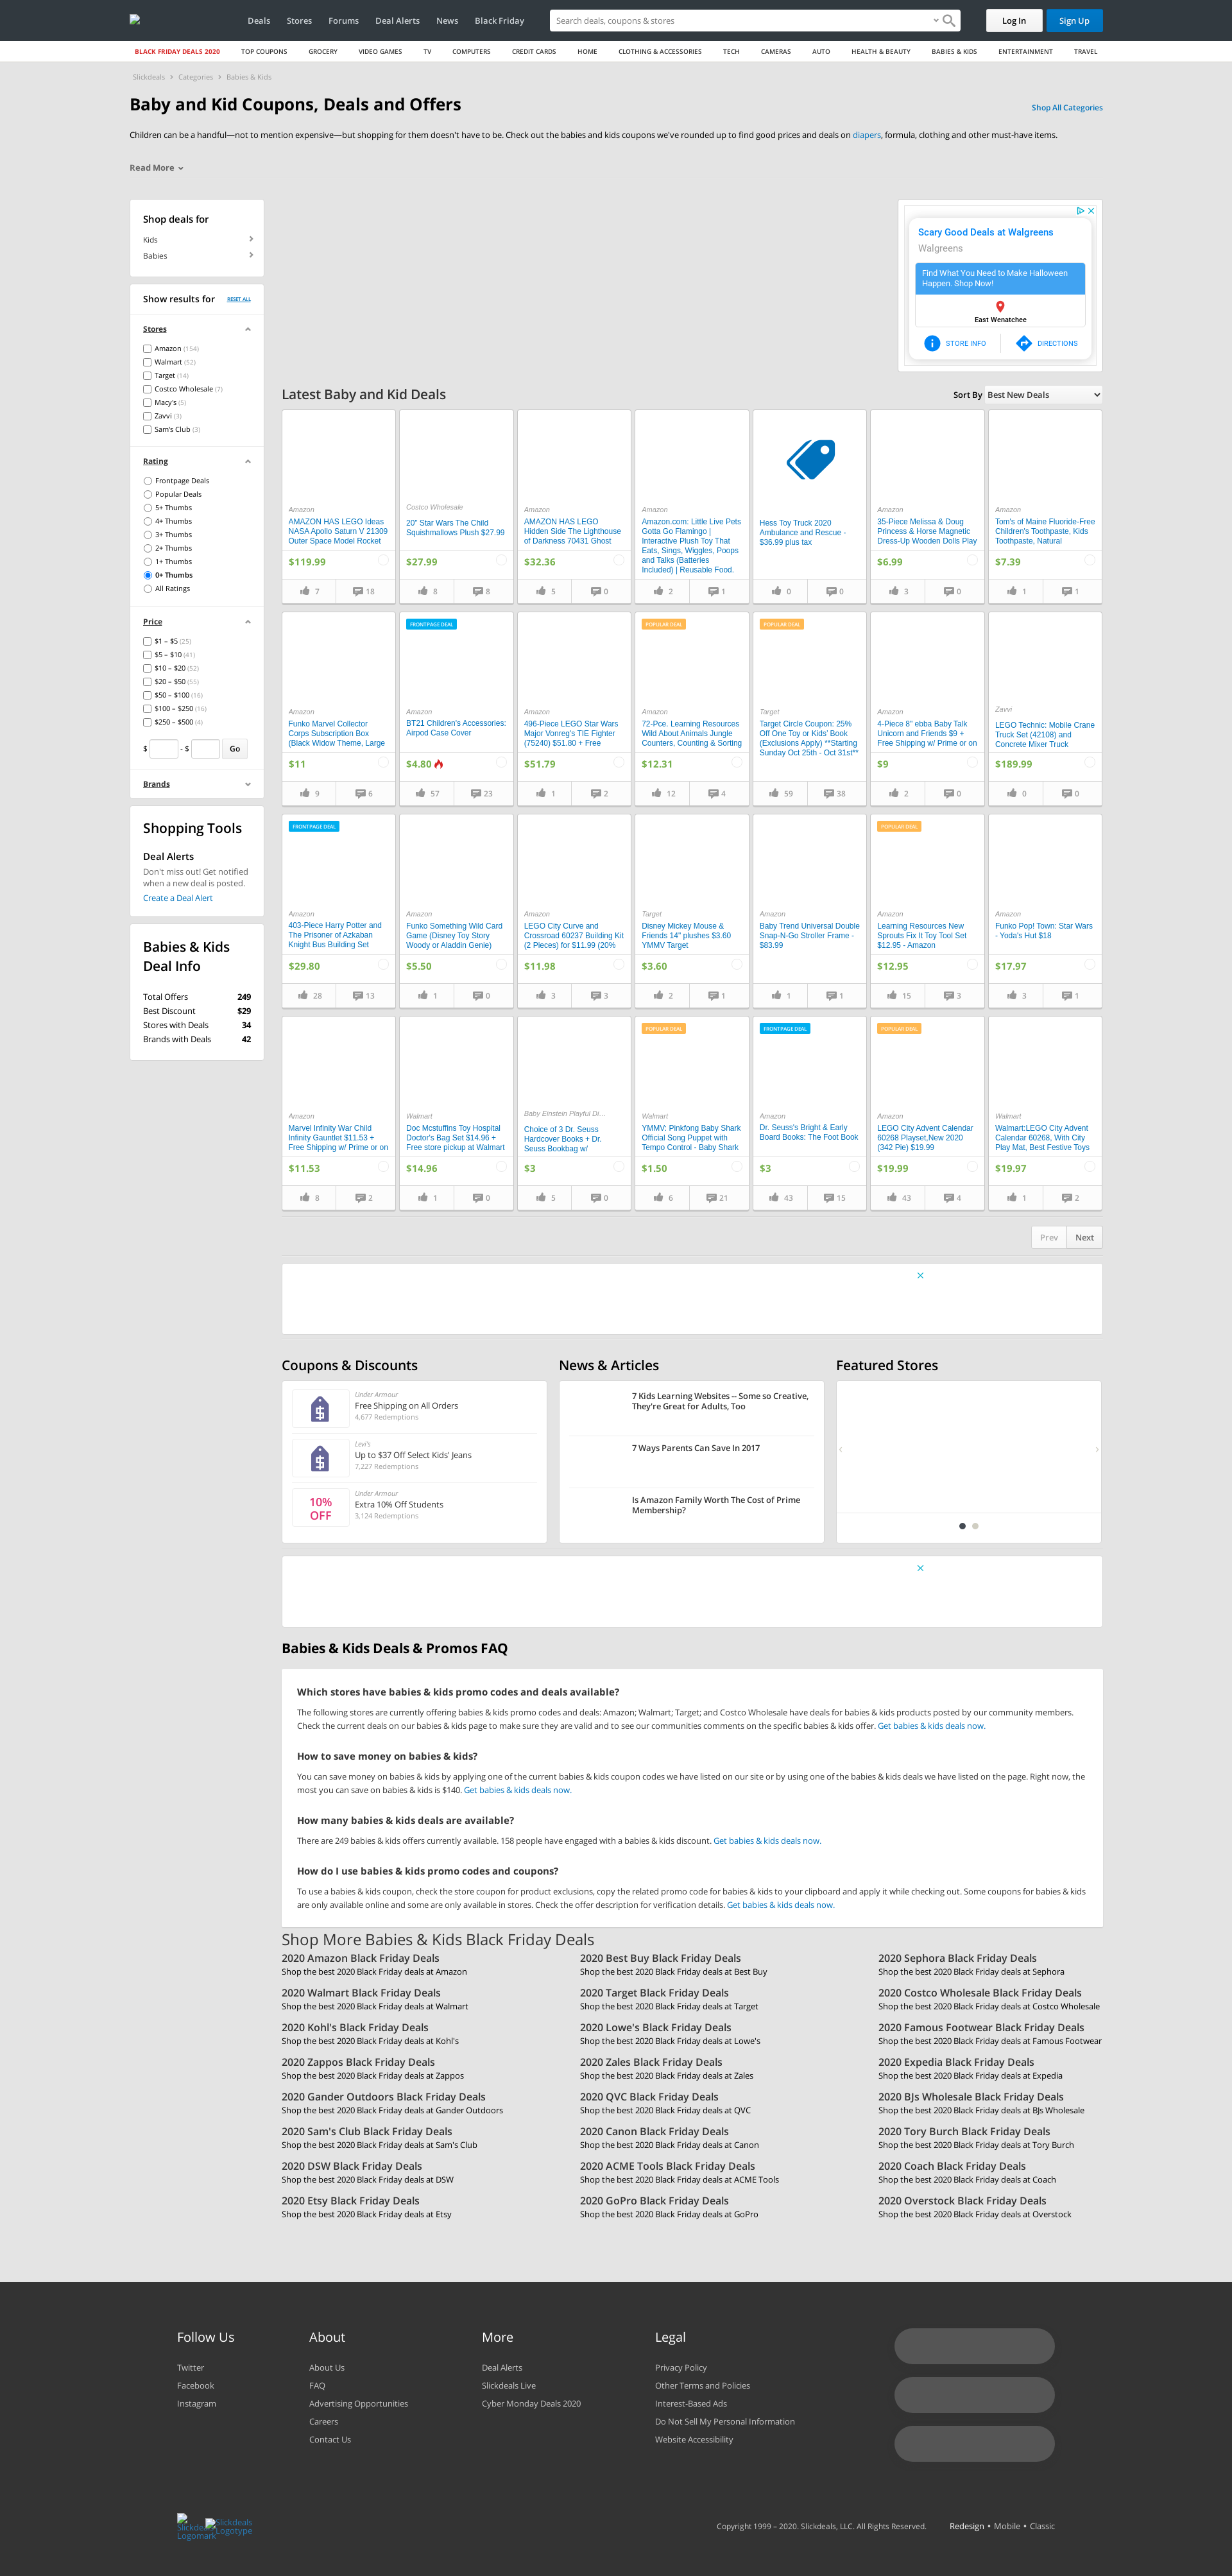 Deals Stores Forums Deal Alerts News Black Friday
Search deals, coupons & stores
Log In
Sign Up
BLACK FRIDAY DEALS 2020 TOP COUPONS GROCERY VIDEO GAMES TV COMPUTERS CREDIT CARDS HOME CLOTHING & ACCESSORIES TECH CAMERAS AUTO HEALTH & BEAUTY BABIES & KIDS ENTERTAINMENT TRAVEL
Slickdeals > Categories > Babies & Kids
Baby and Kid Coupons, Deals and Offers
Shop All Categories
Children can be a handful—not to mention expensive—but shopping for them doesn't have to be. Check out the babies and kids coupons we've rounded up to find good prices and deals on diapers, formula, clothing and other must-have items.
Read More
Shop deals for
Kids
Babies
Show results for RESET ALL
Stores
Amazon (154)
Walmart (52)
Target (14)
Costco Wholesale (7)
Macy's (5)
Zavvi (3)
Sam's Club (3)
Rating
Frontpage Deals
Popular Deals
5+ Thumbs
4+ Thumbs
3+ Thumbs
2+ Thumbs
1+ Thumbs
0+ Thumbs
All Ratings
Price
$1 – $5 (25)
$5 – $10 (41)
$10 – $20 (52)
$20 – $50 (55)
$50 – $100 (16)
$100 – $250 (16)
$250 – $500 (4)
$ - $ Go
Brands
Shopping Tools
Deal Alerts
Don't miss out! Get notified
when a new deal is posted.
Create a Deal Alert
Babies & Kids
Deal Info
Total Offers 249
Best Discount $29
Stores with Deals 34
Brands with Deals 42
Scary Good Deals at Walgreens
Walgreens
Find What You Need to Make Halloween
Happen. Shop Now!
East Wenatchee
STORE INFO
DIRECTIONS
Latest Baby and Kid Deals
Sort By Best New Deals
Amazon
AMAZON HAS LEGO Ideas
NASA Apollo Saturn V 21309
Outer Space Model Rocket
$119.99
7 18
Costco Wholesale
20" Star Wars The Child
Squishmallows Plush $27.99
$27.99
8 8
Amazon
AMAZON HAS LEGO
Hidden Side The Lighthouse
of Darkness 70431 Ghost
$32.36
5 0
Amazon
Amazon.com: Little Live Pets
Gotta Go Flamingo |
Interactive Plush Toy That
Eats, Sings, Wiggles, Poops
and Talks (Batteries
Included) | Reusable Food.
2 1
Hess Toy Truck 2020
Ambulance and Rescue -
$36.99 plus tax
0 0
Amazon
35-Piece Melissa & Doug
Princess & Horse Magnetic
Dress-Up Wooden Dolls Play
$6.99
3 0
Amazon
Tom's of Maine Fluoride-Free
Children's Toothpaste, Kids
Toothpaste, Natural
$7.39
1 1
Amazon
Funko Marvel Collector
Corps Subscription Box
(Black Widow Theme, Large
$11
9 6
FRONTPAGE DEAL
Amazon
BT21 Children's Accessories:
Airpod Case Cover
$4.80
57 23
Amazon
496-Piece LEGO Star Wars
Major Vonreg's TIE Fighter
(75240) $51.80 + Free
$51.79
1 2
POPULAR DEAL
Amazon
72-Pce. Learning Resources
Wild About Animals Jungle
Counters, Counting & Sorting
$12.31
12 4
POPULAR DEAL
Target
Target Circle Coupon: 25%
Off One Toy or Kids' Book
(Exclusions Apply) **Starting
Sunday Oct 25th - Oct 31st**
59 38
Amazon
4-Piece 8" ebba Baby Talk
Unicorn and Friends $9 +
Free Shipping w/ Prime or on
$9
2 0
Zavvi
LEGO Technic: Mobile Crane
Truck Set (42108) and
Concrete Mixer Truck
$189.99
0 0
FRONTPAGE DEAL
Amazon
403-Piece Harry Potter and
The Prisoner of Azkaban
Knight Bus Building Set
$29.80
28 13
Amazon
Funko Something Wild Card
Game (Disney Toy Story
Woody or Aladdin Genie)
$5.50
1 0
Amazon
LEGO City Curve and
Crossroad 60237 Building Kit
(2 Pieces) for $11.99 (20%
$11.98
3 3
Target
Disney Mickey Mouse &
Friends 14" plushes $3.60
YMMV Target
$3.60
2 1
Amazon
Baby Trend Universal Double
Snap-N-Go Stroller Frame -
$83.99
1 1
POPULAR DEAL
Amazon
Learning Resources New
Sprouts Fix It Toy Tool Set
$12.95 - Amazon
$12.95
15 3
Amazon
Funko Pop! Town: Star Wars
- Yoda's Hut $18
$17.97
3 1
Amazon
Marvel Infinity War Child
Infinity Gauntlet $11.53 +
Free Shipping w/ Prime or on
$11.53
8 2
Walmart
Doc Mcstuffins Toy Hospital
Doctor's Bag Set $14.96 +
Free store pickup at Walmart
$14.96
1 0
Baby Einstein Playful Di...
Choice of 3 Dr. Seuss
Hardcover Books + Dr.
Seuss Bookbag w/
$3
5 0
POPULAR DEAL
Walmart
YMMV: Pinkfong Baby Shark
Official Song Puppet with
Tempo Control - Baby Shark
$1.50
6 21
FRONTPAGE DEAL
Amazon
Dr. Seuss's Bright & Early
Board Books: The Foot Book
$3
43 15
POPULAR DEAL
Amazon
LEGO City Advent Calendar
60268 Playset,New 2020
(342 Pie) $19.99
$19.99
43 4
Walmart
Walmart:LEGO City Advent
Calendar 60268, With City
Play Mat, Best Festive Toys
$19.97
1 2
Prev Next
Coupons & Discounts
Under Armour
Free Shipping on All Orders
4,677 Redemptions
Levi's
Up to $37 Off Select Kids' Jeans
7,227 Redemptions
10%
OFF
Under Armour
Extra 10% Off Students
3,124 Redemptions
News & Articles
7 Kids Learning Websites -- Some so Creative,
They're Great for Adults, Too
7 Ways Parents Can Save In 2017
Is Amazon Family Worth The Cost of Prime
Membership?
Featured Stores
Babies & Kids Deals & Promos FAQ
Which stores have babies & kids promo codes and deals available?
The following stores are currently offering babies & kids promo codes and deals: Amazon; Walmart; Target; and Costco Wholesale have deals for babies & kids products posted by our community members.
Check the current deals on our babies & kids page to make sure they are valid and to see our communities comments on the specific babies & kids offer. Get babies & kids deals now.
How to save money on babies & kids?
You can save money on babies & kids by applying one of the current babies & kids coupon codes we have listed on our site or by using one of the babies & kids deals we have listed on the page. Right now, the
most you can save on babies & kids is $140. Get babies & kids deals now.
How many babies & kids deals are available?
There are 249 babies & kids offers currently available. 158 people have engaged with a babies & kids discount. Get babies & kids deals now.
How do I use babies & kids promo codes and coupons?
To use a babies & kids coupon, check the store coupon for product exclusions, copy the related promo code for babies & kids to your clipboard and apply it while checking out. Some coupons for babies & kids
are only available online and some are only available in stores. Check the offer description for verification details. Get babies & kids deals now.
Shop More Babies & Kids Black Friday Deals
2020 Amazon Black Friday Deals
Shop the best 2020 Black Friday deals at Amazon
2020 Best Buy Black Friday Deals
Shop the best 2020 Black Friday deals at Best Buy
2020 Sephora Black Friday Deals
Shop the best 2020 Black Friday deals at Sephora
2020 Walmart Black Friday Deals
Shop the best 2020 Black Friday deals at Walmart
2020 Target Black Friday Deals
Shop the best 2020 Black Friday deals at Target
2020 Costco Wholesale Black Friday Deals
Shop the best 2020 Black Friday deals at Costco Wholesale
2020 Kohl's Black Friday Deals
Shop the best 2020 Black Friday deals at Kohl's
2020 Lowe's Black Friday Deals
Shop the best 2020 Black Friday deals at Lowe's
2020 Famous Footwear Black Friday Deals
Shop the best 2020 Black Friday deals at Famous Footwear
2020 Zappos Black Friday Deals
Shop the best 2020 Black Friday deals at Zappos
2020 Zales Black Friday Deals
Shop the best 2020 Black Friday deals at Zales
2020 Expedia Black Friday Deals
Shop the best 2020 Black Friday deals at Expedia
2020 Gander Outdoors Black Friday Deals
Shop the best 2020 Black Friday deals at Gander Outdoors
2020 QVC Black Friday Deals
Shop the best 2020 Black Friday deals at QVC
2020 BJs Wholesale Black Friday Deals
Shop the best 2020 Black Friday deals at BJs Wholesale
2020 Sam's Club Black Friday Deals
Shop the best 2020 Black Friday deals at Sam's Club
2020 Canon Black Friday Deals
Shop the best 2020 Black Friday deals at Canon
2020 Tory Burch Black Friday Deals
Shop the best 2020 Black Friday deals at Tory Burch
2020 DSW Black Friday Deals
Shop the best 2020 Black Friday deals at DSW
2020 ACME Tools Black Friday Deals
Shop the best 2020 Black Friday deals at ACME Tools
2020 Coach Black Friday Deals
Shop the best 2020 Black Friday deals at Coach
2020 Etsy Black Friday Deals
Shop the best 2020 Black Friday deals at Etsy
2020 GoPro Black Friday Deals
Shop the best 2020 Black Friday deals at GoPro
2020 Overstock Black Friday Deals
Shop the best 2020 Black Friday deals at Overstock
Follow Us
Twitter
Facebook
Instagram
About
About Us
FAQ
Advertising Opportunities
Careers
Contact Us
More
Deal Alerts
Slickdeals Live
Cyber Monday Deals 2020
Legal
Privacy Policy
Other Terms and Policies
Interest-Based Ads
Do Not Sell My Personal Information
Website Accessibility
Slickdeals
Logomark
Slickdeals
Logotype
Copyright 1999 – 2020. Slickdeals, LLC. All Rights Reserved.
Redesign • Mobile • Classic